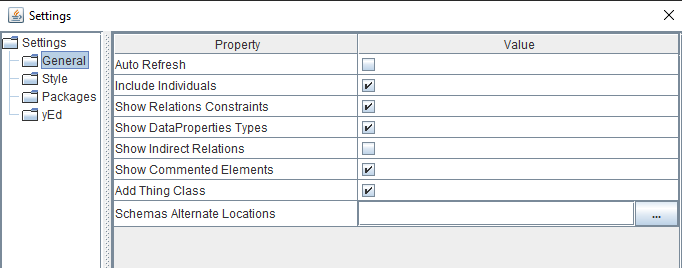 Settings
Settings
General
Style
Packages
yEd
Property Value
Auto Refresh
Include Individuals
Show Relations Constraints
Show DataProperties Types
Show Indirect Relations
Show Commented Elements
Add Thing Class
Schemas Alternate Locations ...